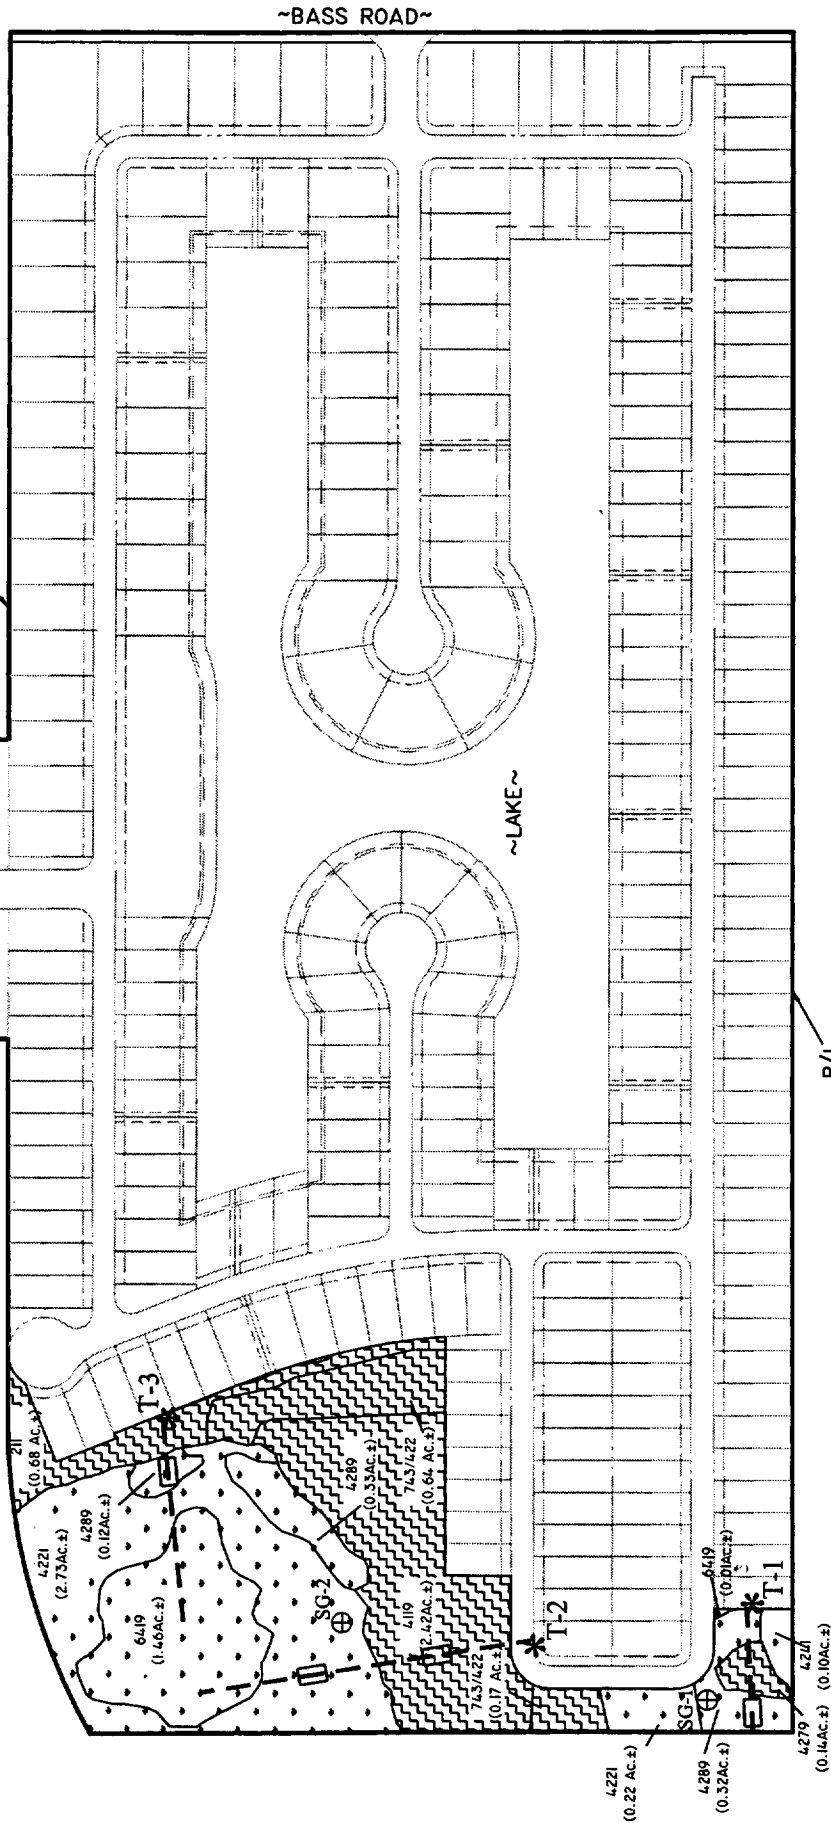 ~BASS ROAD~
~LAKE~
T-3
211
(0.68 Ac.±)
4221
(2.73Ac.±)
4289
(0.12Ac.±)
6419
(1.46Ac.±)
4289
(0.33Ac.±)
743/422
(0.64 Ac.±)
SG-2
4119
(2.42Ac.±)
743/422
(0.17 Ac.±)
T-2
6419
(0.01Ac.±)
T-1
SG-1
4241
(0.10Ac.±)
4279
(0.14Ac.±)
4289
(0.32Ac.±)
4221
(0.22 Ac.±)